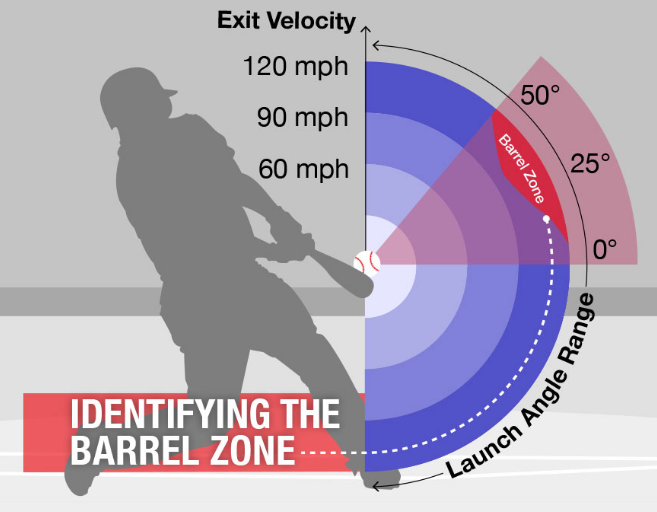 Exit Velocity
120 mph
90 mph
60 mph
50°
25°
0°
Barrel Zone
Launch Angle Range
IDENTIFYING THE
BARREL ZONE